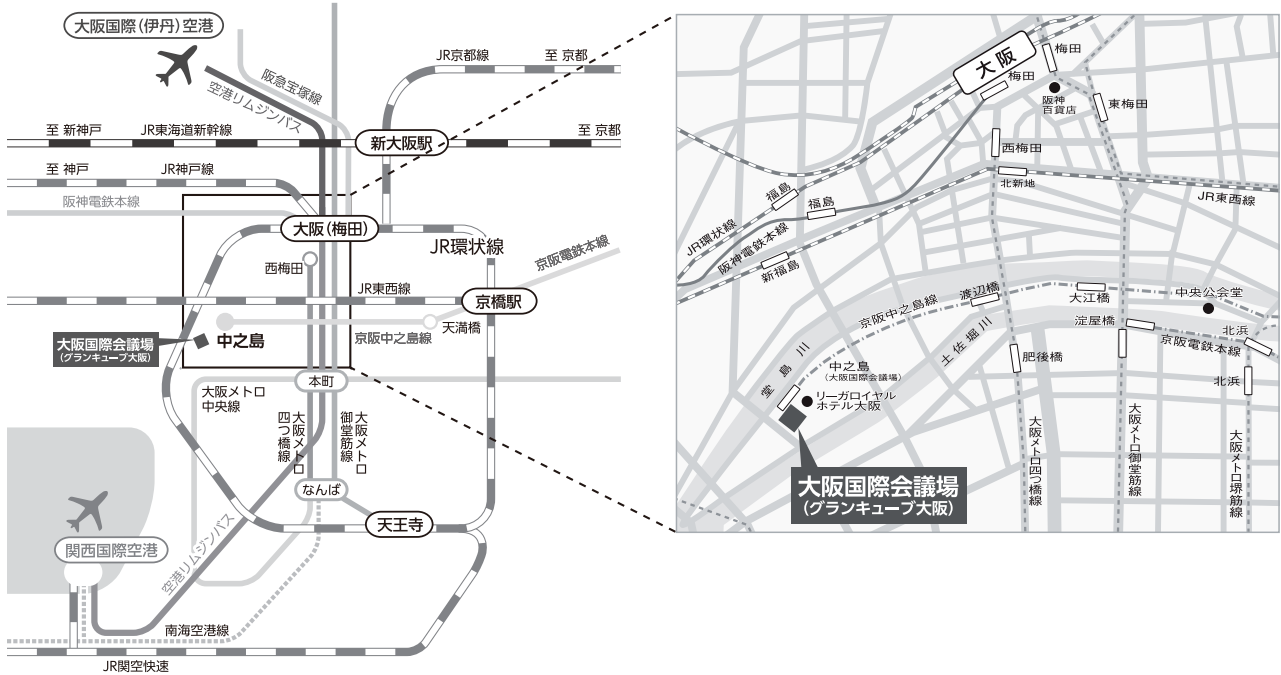 大阪国際(伊丹)空港
阪急宝塚線
空港リムジンバス
JR京都線
至 京都
至 新神戸
JR東海道新幹線
新大阪駅
至 京都
至 神戸
JR神戸線
阪神電鉄本線
大阪(梅田)
JR環状線
西梅田
京阪電鉄本線
JR東西線
京橋駅
大阪国際会議場
(グランキューブ大阪)
中之島
京阪中之島線
天満橋
本町
大阪メトロ
中央線
大阪メトロ
四つ橋線
大阪メトロ
御堂筋線
なんば
天王寺
関西国際空港
空港リムジンバス
南海空港線
JR関空快速
大阪
梅田
梅田
阪神
百貨店
東梅田
西梅田
北新地
JR東西線
福島
福島
JR環状線
阪神電鉄本線
新福島
渡辺橋
大江橋
中央公会堂
京阪中之島線
淀屋橋
北浜
京阪電鉄本線
堂島川
土佐堀川
肥後橋
北浜
中之島
(大阪国際会議場)
リーガロイヤル
ホテル大阪
大阪メトロ四つ橋線
大阪メトロ御堂筋線
大阪メトロ堺筋線
大阪国際会議場
(グランキューブ大阪)